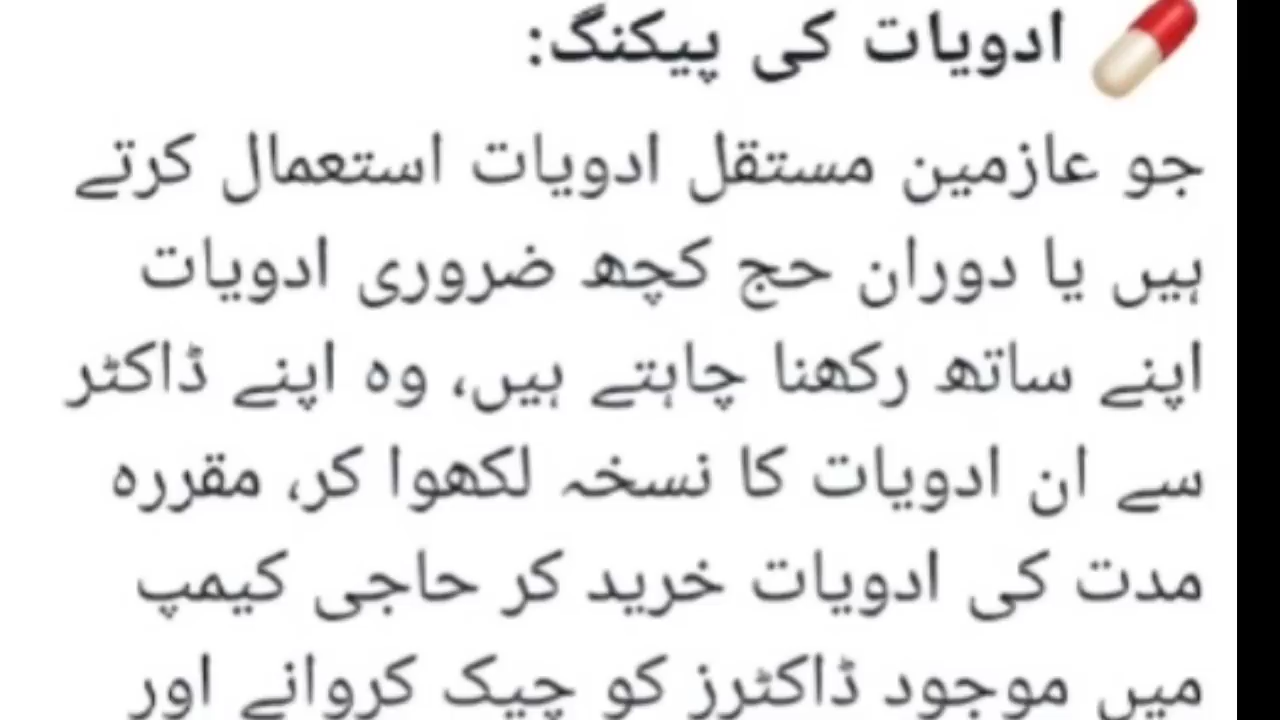 💊 ادویات کی پیکنگ:
جو عازمین مستقل ادویات استعمال کرتے
ہیں یا دوران حج کچھ ضروری ادویات
اپنے ساتھ رکھنا چاہتے ہیں، وہ اپنے ڈاکٹر
سے ان ادویات کا نسخہ لکھوا کر، مقررہ
مدت کی ادویات خرید کر حاجی کیمپ
میں موجود ڈاکٹرز کو چیک کروانے اور